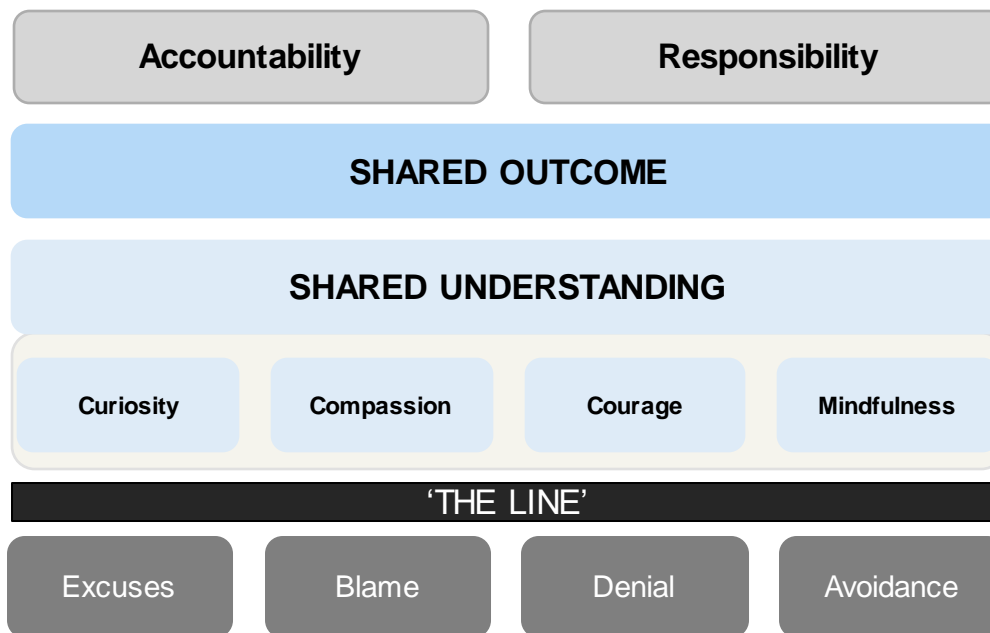 Accountability Responsibility
SHARED OUTCOME
SHARED UNDERSTANDING
Curiosity Compassion Courage Mindfulness
‘THE LINE’
Excuses Blame Denial Avoidance